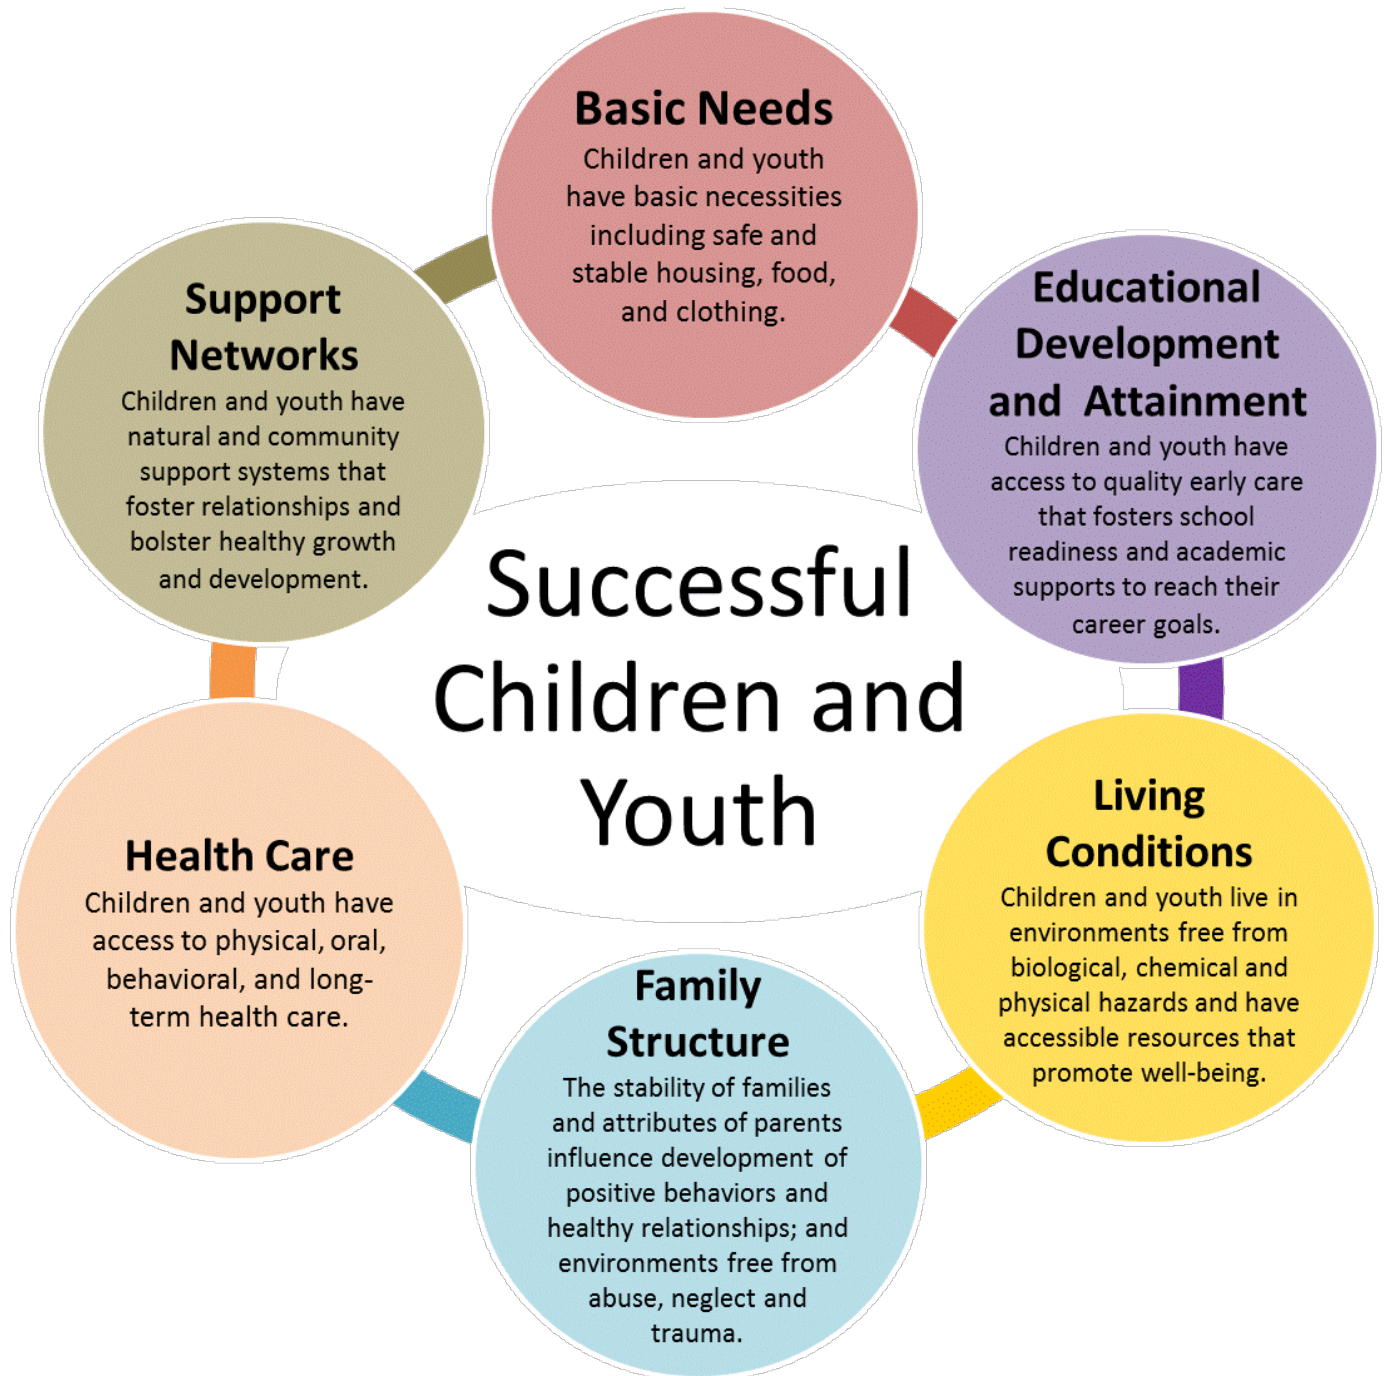 Basic Needs
Children and youth
have basic necessities
including safe and
stable housing, food,
and clothing.
Educational
Development
and Attainment
Children and youth have
access to quality early care
that fosters school
readiness and academic
supports to reach their
career goals.
Living
Conditions
Children and youth live in
environments free from
biological, chemical and
physical hazards and have
accessible resources that
promote well-being.
Family
Structure
The stability of families
and attributes of parents
influence development of
positive behaviors and
healthy relationships; and
environments free from
abuse, neglect and
trauma.
Health Care
Children and youth have
access to physical, oral,
behavioral, and long-
term health care.
Support
Networks
Children and youth have
natural and community
support systems that
foster relationships and
bolster healthy growth
and development.
Successful
Children and
Youth